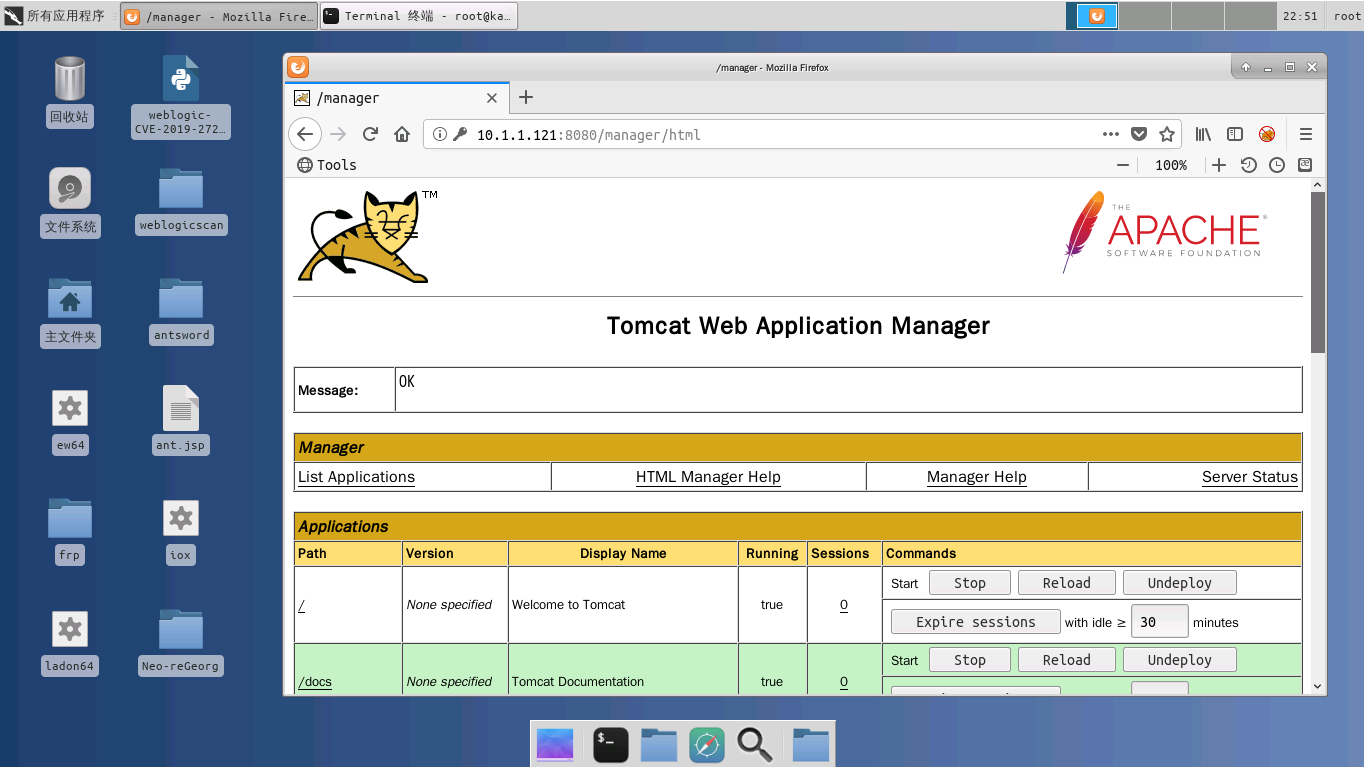 所有应用程序
/manager - Mozilla Fire…
Terminal 终端 - root@ka…
22:51
root
回收站
weblogic-
CVE-2019-272…
文件系统
weblogicscan
主文件夹
antsword
ew64
ant.jsp
frp
iox
ladon64
Neo-reGeorg
/manager - Mozilla Firefox
/manager
10.1.1.121:8080/manager/html
Tools
100%
TM
THE
APACHE
SOFTWARE FOUNDATION
Tomcat Web Application Manager
Message:
OK
Manager
List Applications
HTML Manager Help
Manager Help
Server Status
Applications
Path
Version
Display Name
Running
Sessions
Commands
/
None specified
Welcome to Tomcat
true
0
Start Stop Reload Undeploy
Expire sessions with idle ≥ 30 minutes
/docs
None specified
Tomcat Documentation
true
0
Start Stop Reload Undeploy